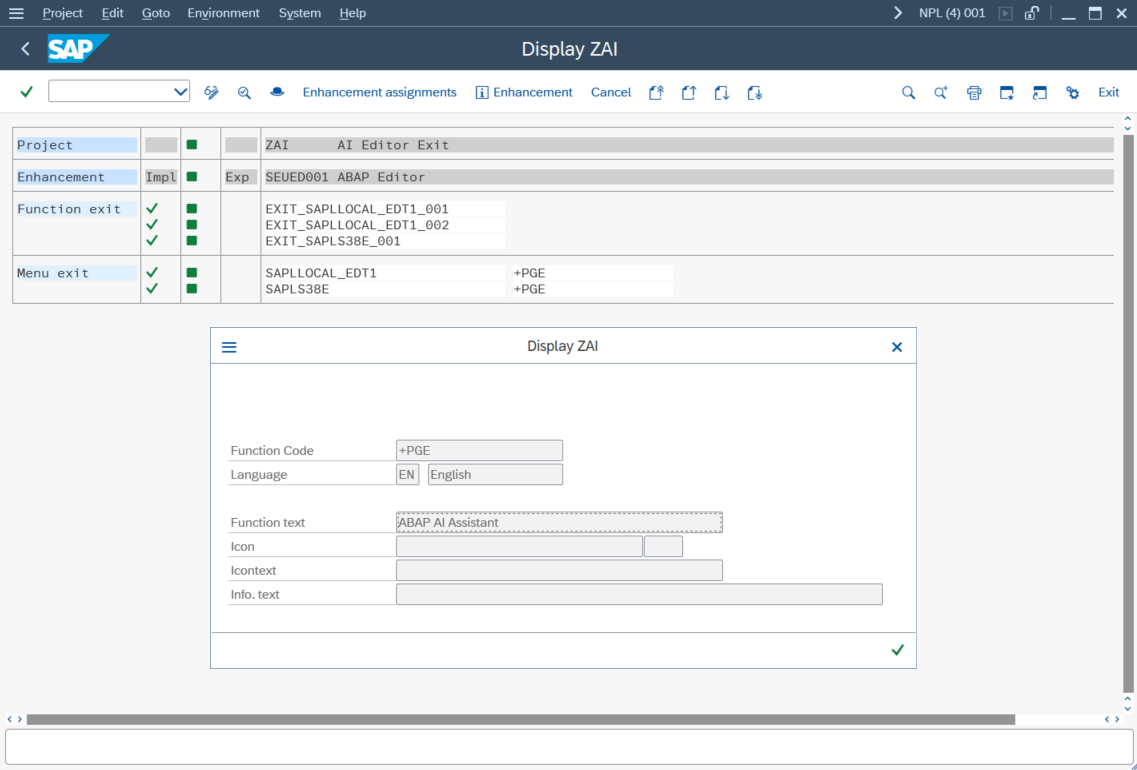 Project Edit Goto Environment System Help NPL (4) 001
SAP Display ZAI
Enhancement assignments Enhancement Cancel Exit
Project ZAI AI Editor Exit
Enhancement Impl Exp SEUED001 ABAP Editor
Function exit EXIT_SAPLLOCAL_EDT1_001
EXIT_SAPLLOCAL_EDT1_002
EXIT_SAPLS38E_001
Menu exit SAPLLOCAL_EDT1 +PGE
SAPLS38E +PGE
Display ZAI
Function Code +PGE
Language EN English
Function text ABAP AI Assistant
Icon
Icontext
Info. text